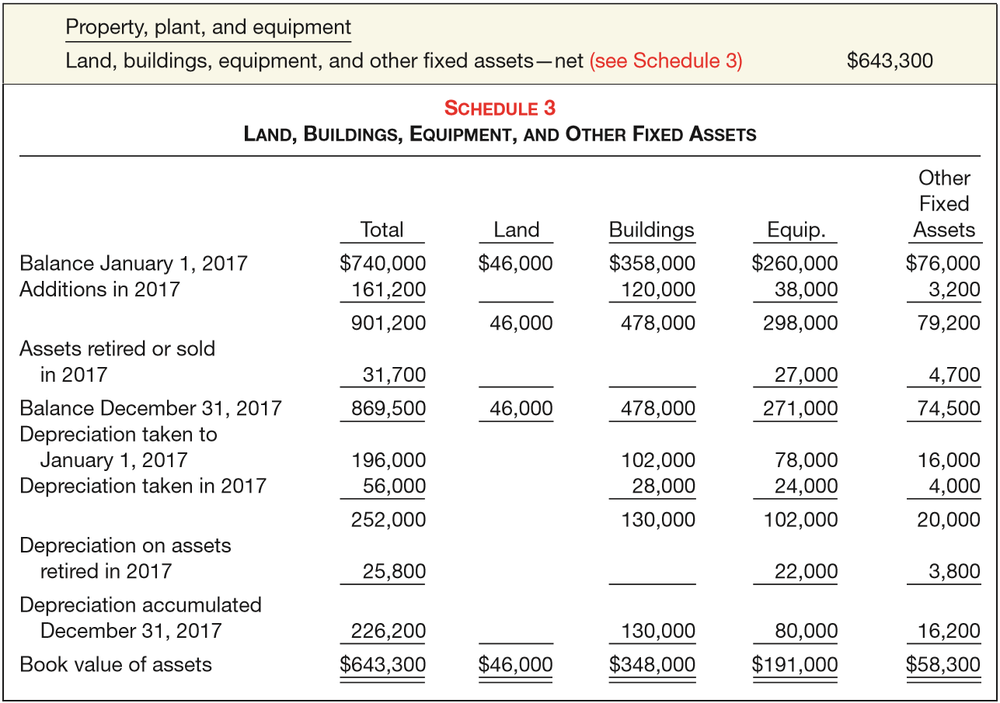 Property, plant, and equipment
Land, buildings, equipment, and other fixed assets—net (see Schedule 3) $643,300
SCHEDULE 3
LAND, BUILDINGS, EQUIPMENT, AND OTHER FIXED ASSETS
Other
Fixed
Total Land Buildings Equip. Assets
Balance January 1, 2017 $740,000 $46,000 $358,000 $260,000 $76,000
Additions in 2017 161,200 120,000 38,000 3,200
901,200 46,000 478,000 298,000 79,200
Assets retired or sold
in 2017 31,700 27,000 4,700
Balance December 31, 2017 869,500 46,000 478,000 271,000 74,500
Depreciation taken to
January 1, 2017 196,000 102,000 78,000 16,000
Depreciation taken in 2017 56,000 28,000 24,000 4,000
252,000 130,000 102,000 20,000
Depreciation on assets
retired in 2017 25,800 22,000 3,800
Depreciation accumulated
December 31, 2017 226,200 130,000 80,000 16,200
Book value of assets $643,300 $46,000 $348,000 $191,000 $58,300